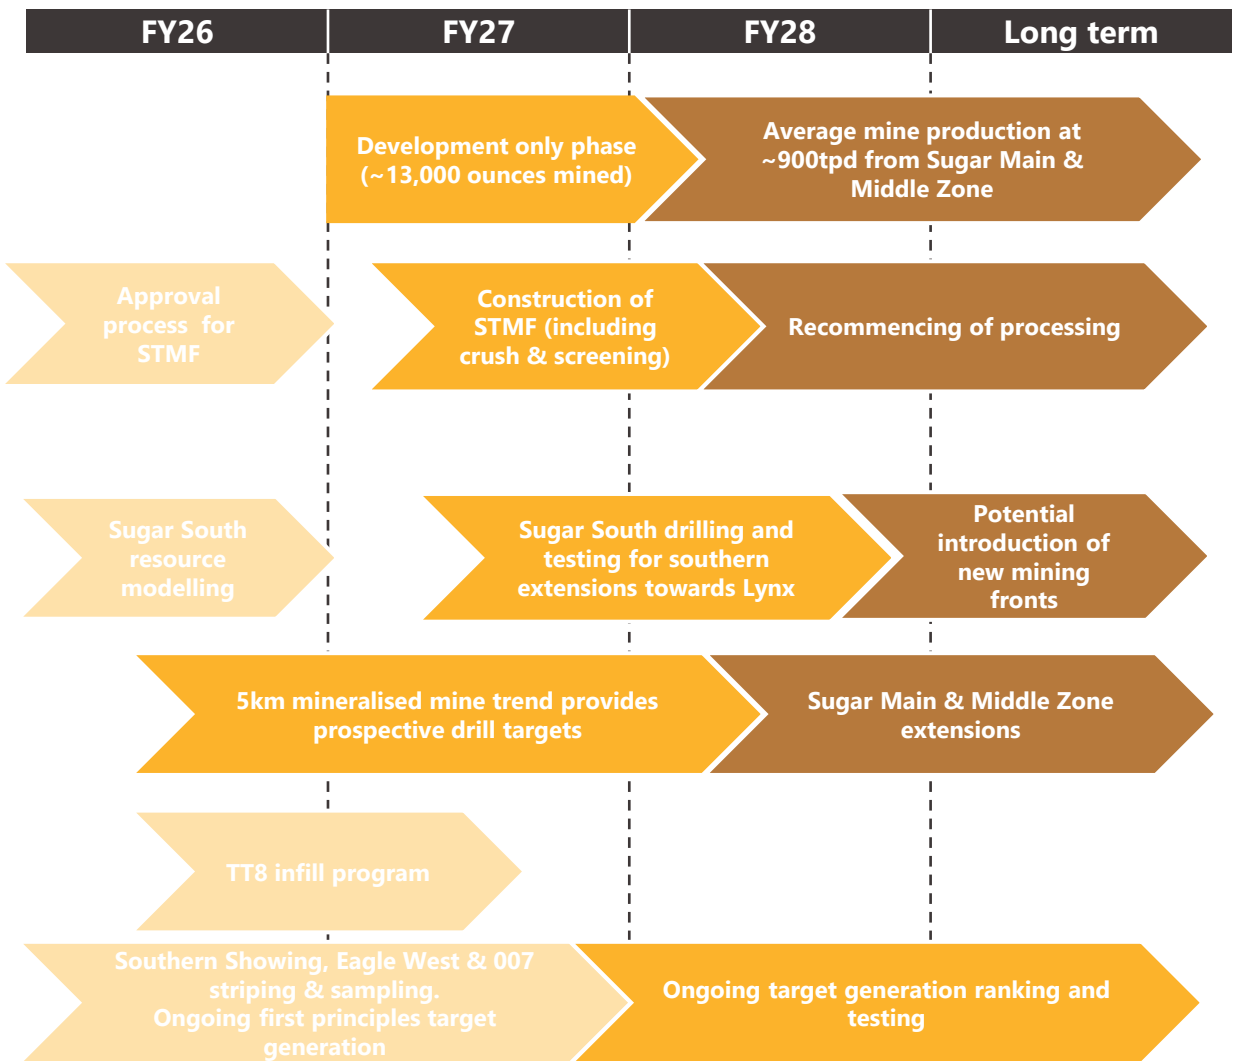 FY26 FY27 FY28 Long term
Development only phase
(~13,000 ounces mined)
Average mine production at
~900tpd from Sugar Main &
Middle Zone
Approval
process for
STMF
Construction of
STMF (including
crush & screening)
Recommencing of processing
Sugar South
resource
modelling
Sugar South drilling and
testing for southern
extensions towards Lynx
Potential
introduction of
new mining
fronts
5km mineralised mine trend provides
prospective drill targets
Sugar Main & Middle Zone
extensions
TT8 infill program
Southern Showing, Eagle West & 007
striping & sampling.
Ongoing first principles target
generation
Ongoing target generation ranking and
testing